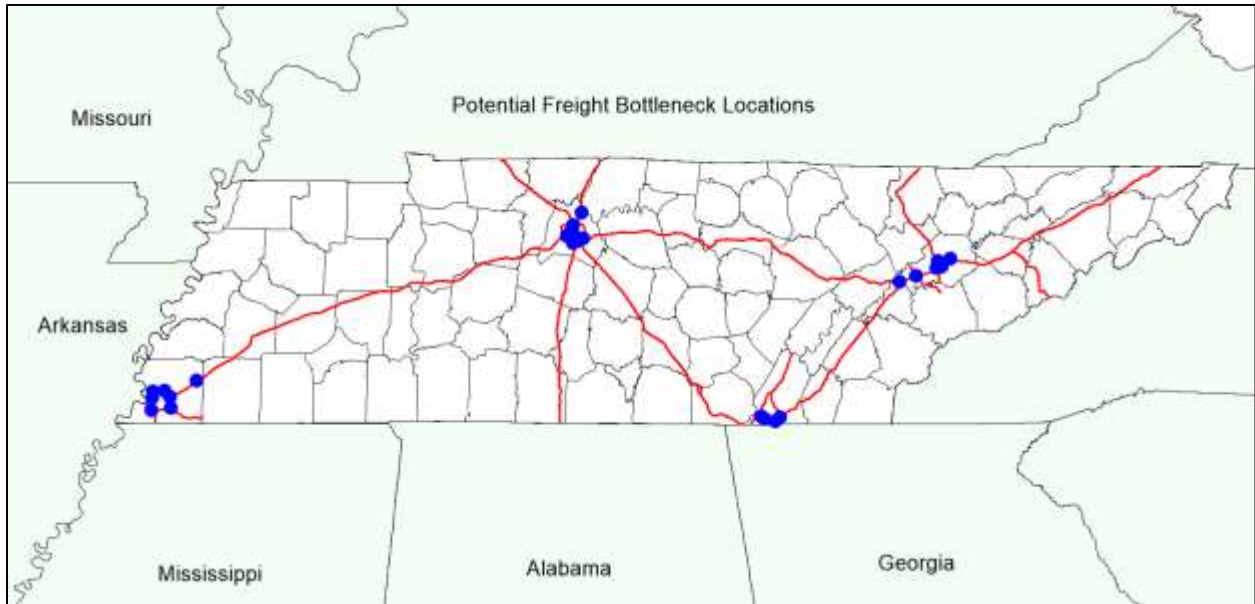 Potential Freight Bottleneck Locations
Missouri
Arkansas
Mississippi
Alabama
Georgia